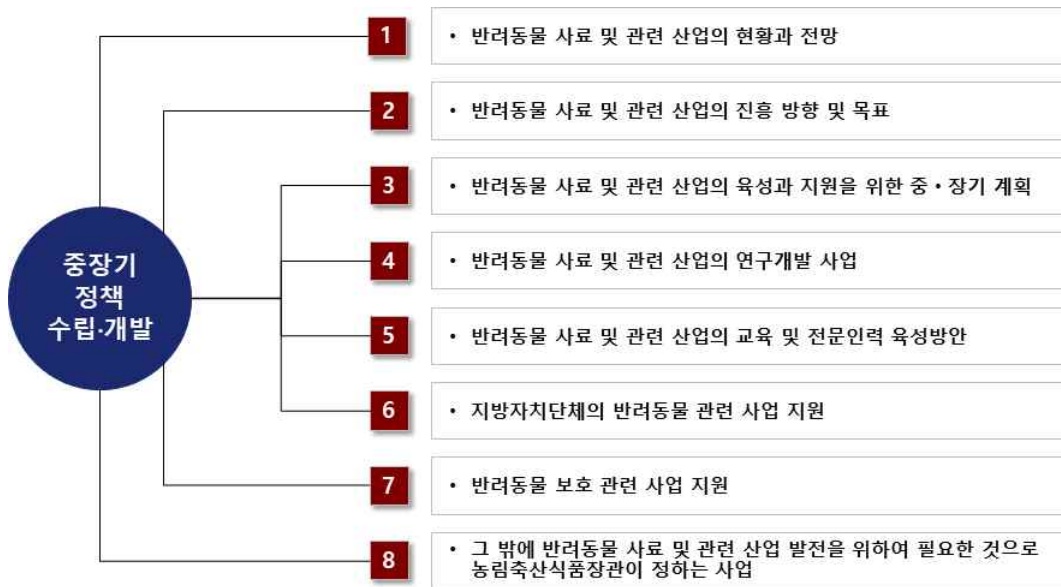 중장기
정책
수립·개발
1
• 반려동물 사료 및 관련 산업의 현황과 전망
2
• 반려동물 사료 및 관련 산업의 진흥 방향 및 목표
3
• 반려동물 사료 및 관련 산업의 육성과 지원을 위한 중・장기 계획
4
• 반려동물 사료 및 관련 산업의 연구개발 사업
5
• 반려동물 사료 및 관련 산업의 교육 및 전문인력 육성방안
6
• 지방자치단체의 반려동물 관련 사업 지원
7
• 반려동물 보호 관련 사업 지원
8
• 그 밖에 반려동물 사료 및 관련 산업 발전을 위하여 필요한 것으로
농림축산식품장관이 정하는 사업